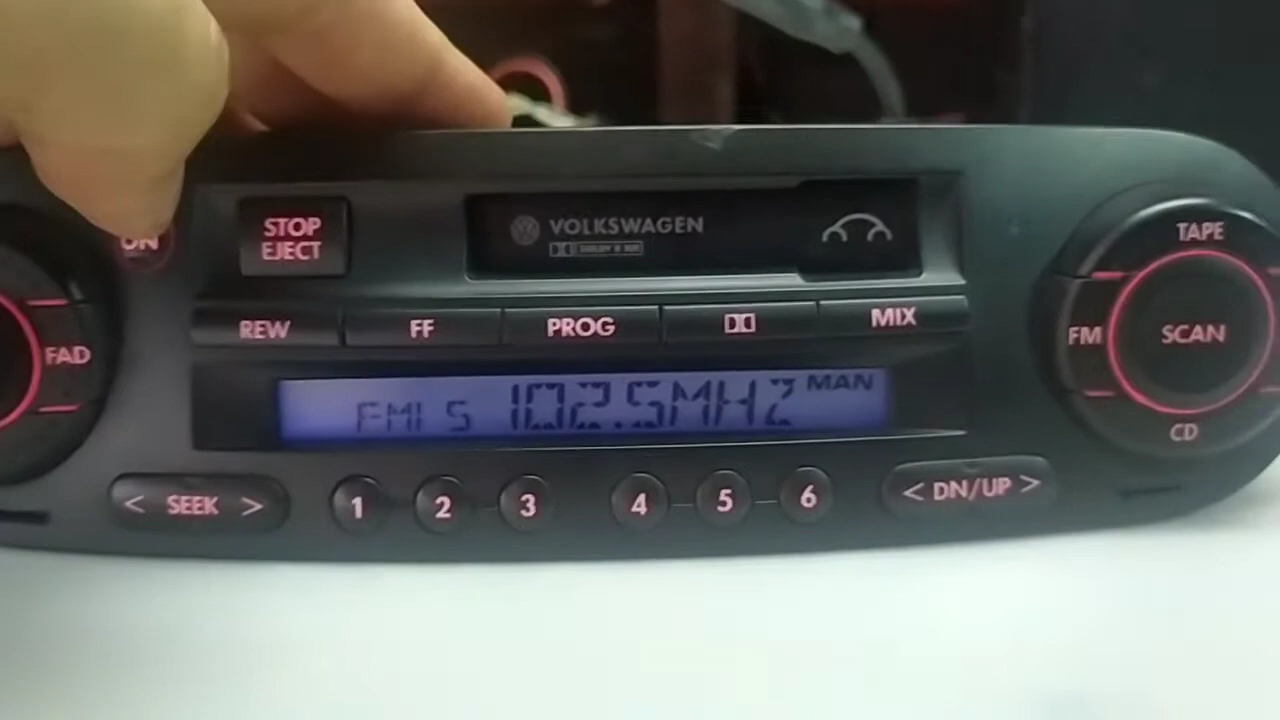 ON
STOP
EJECT
VOLKSWAGEN
TAPE
REW
FF
PROG
MIX
FAD
FM
SCAN
FM1 5 102.5MHZ MAN
CD
< SEEK >
1
2
3
4
5
6
< DN/UP >